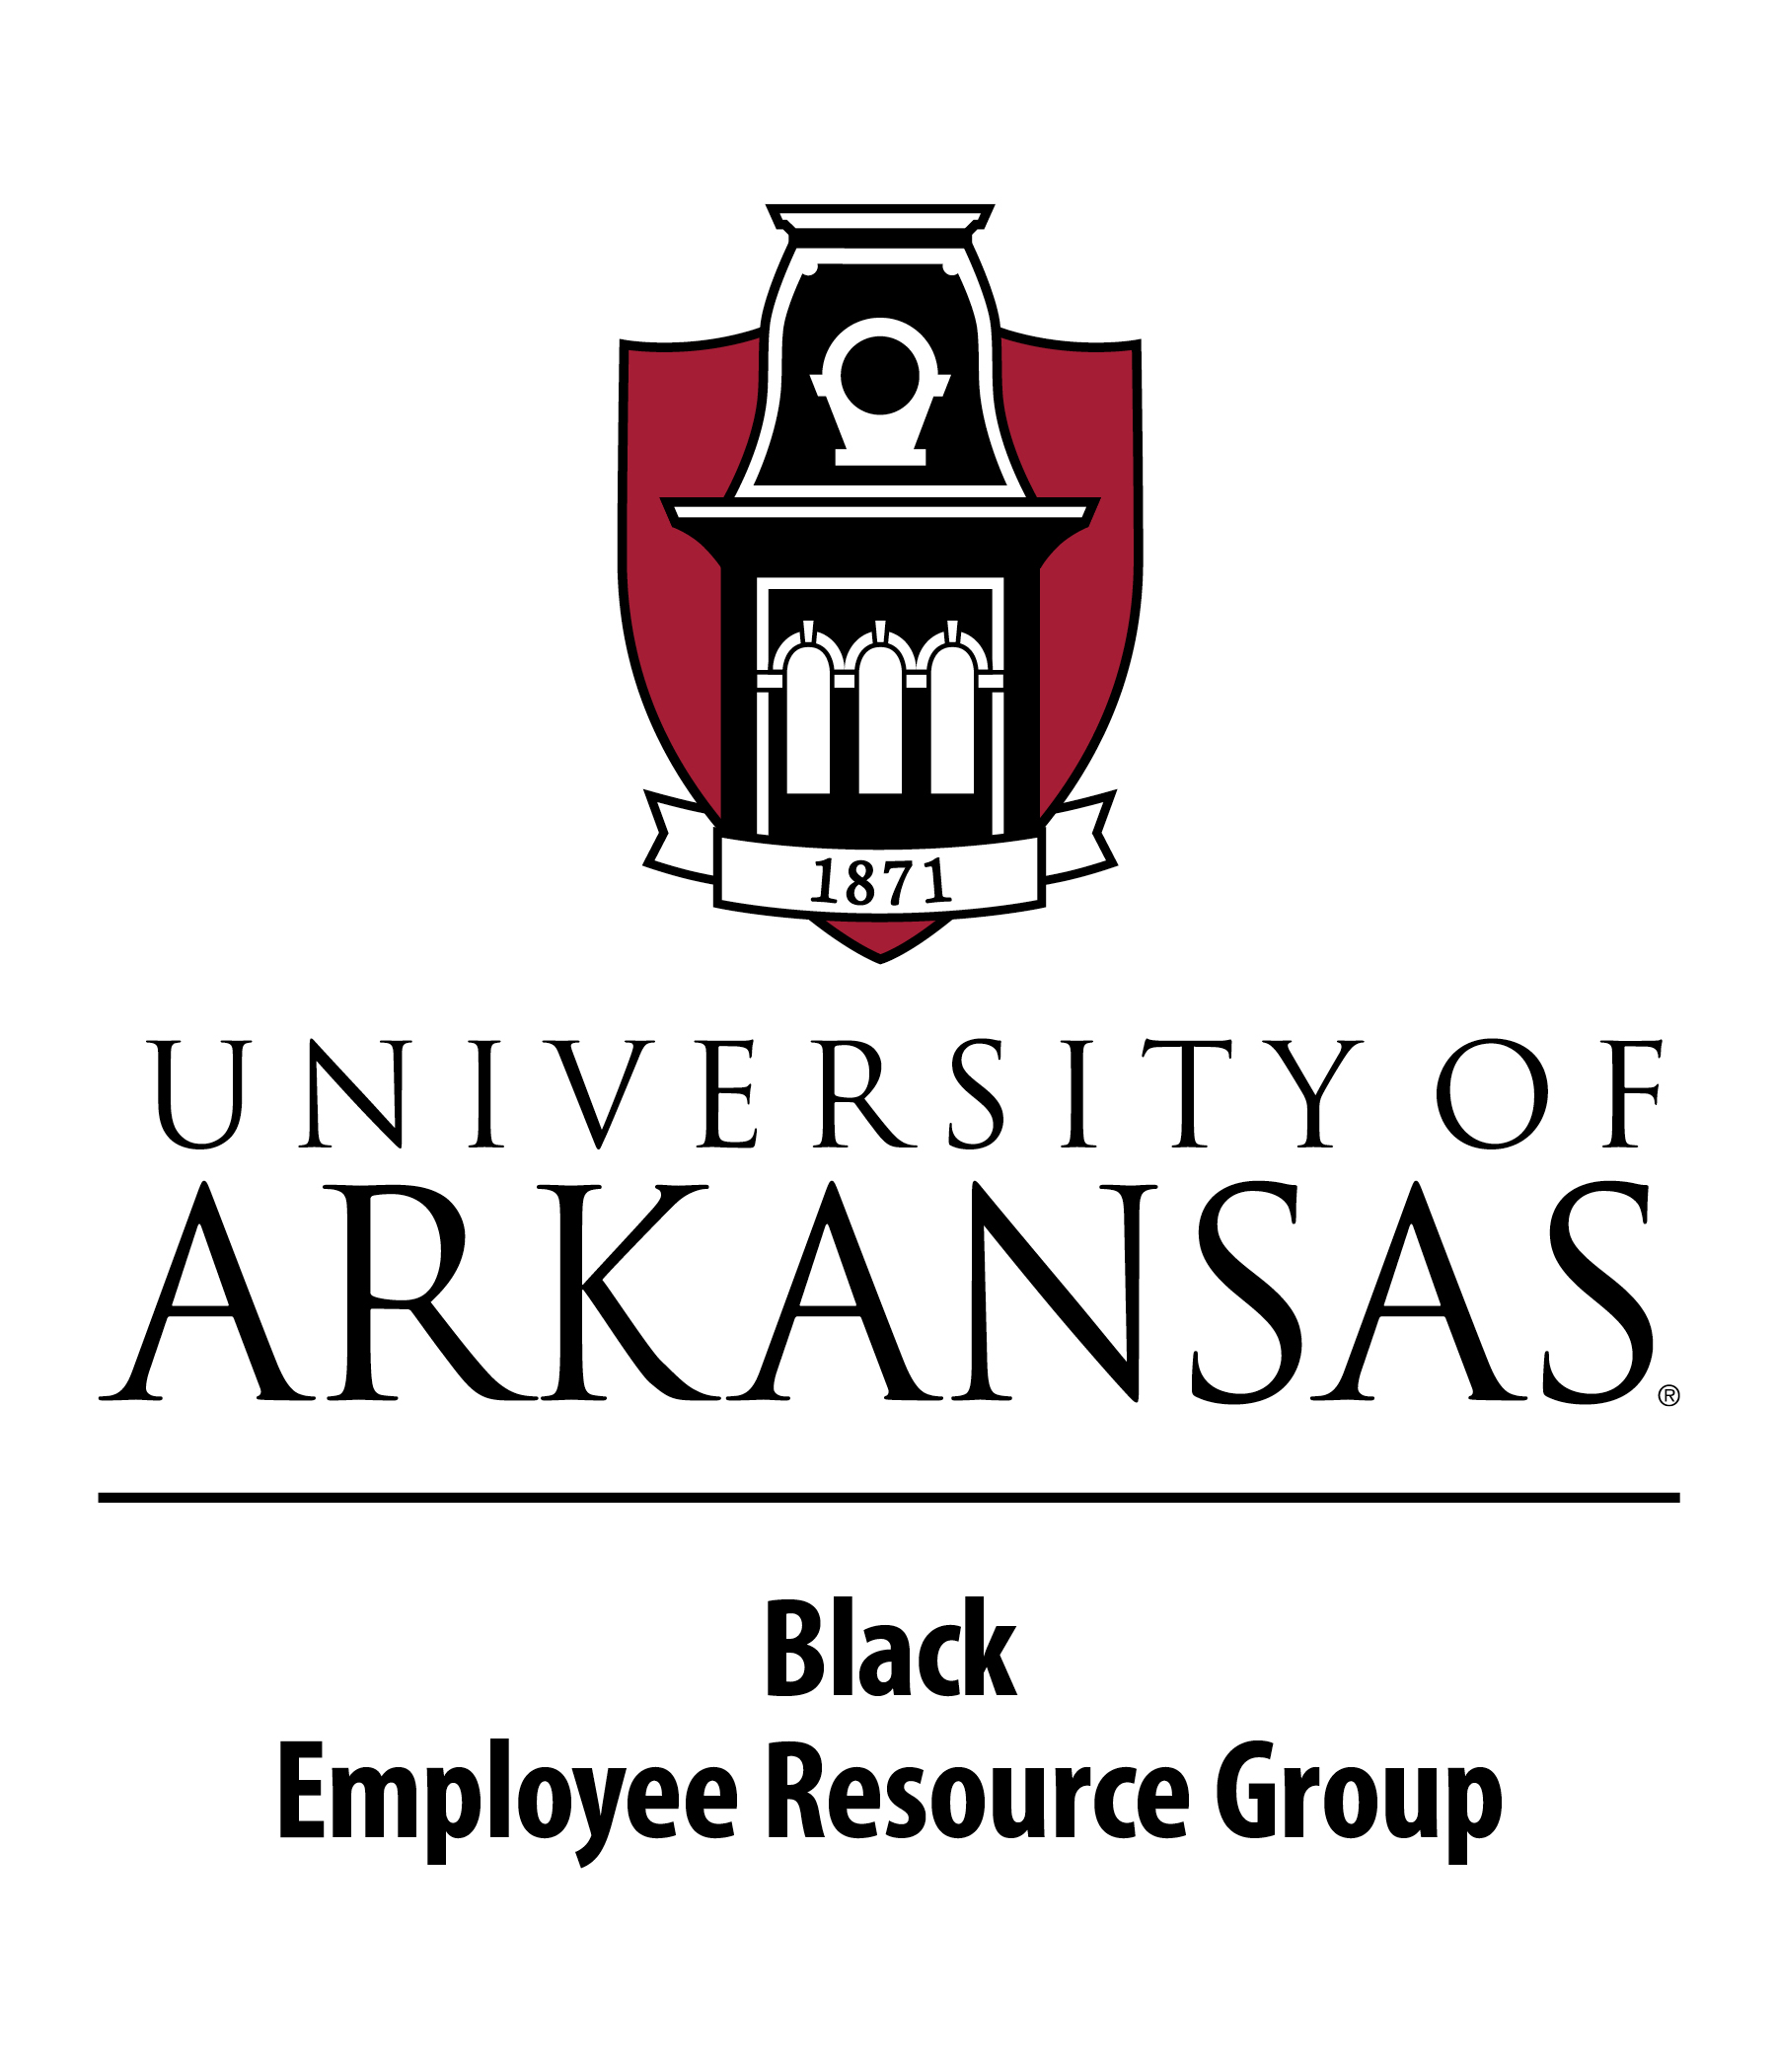 1871
UNIVERSITY OF
ARKANSAS®
Black
Employee Resource Group